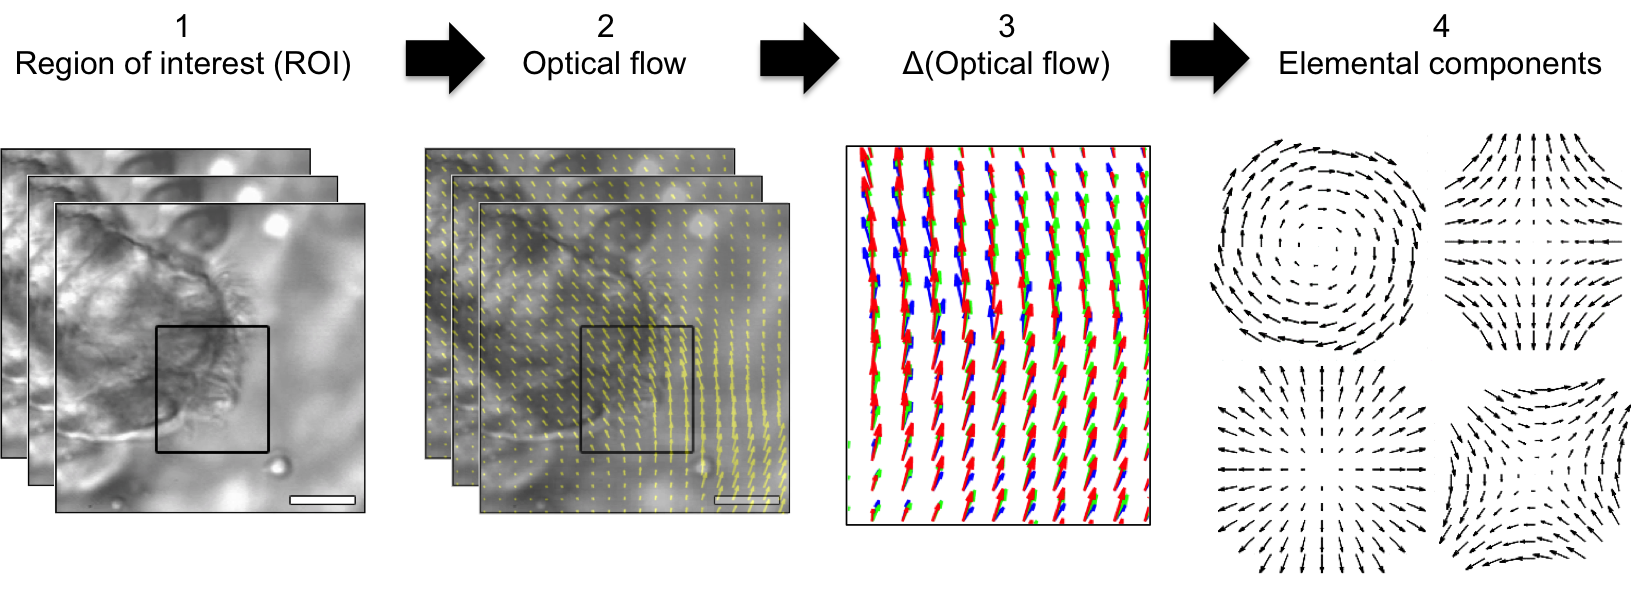 1
Region of interest (ROI)
2
Optical flow
3
Δ(Optical flow)
4
Elemental components